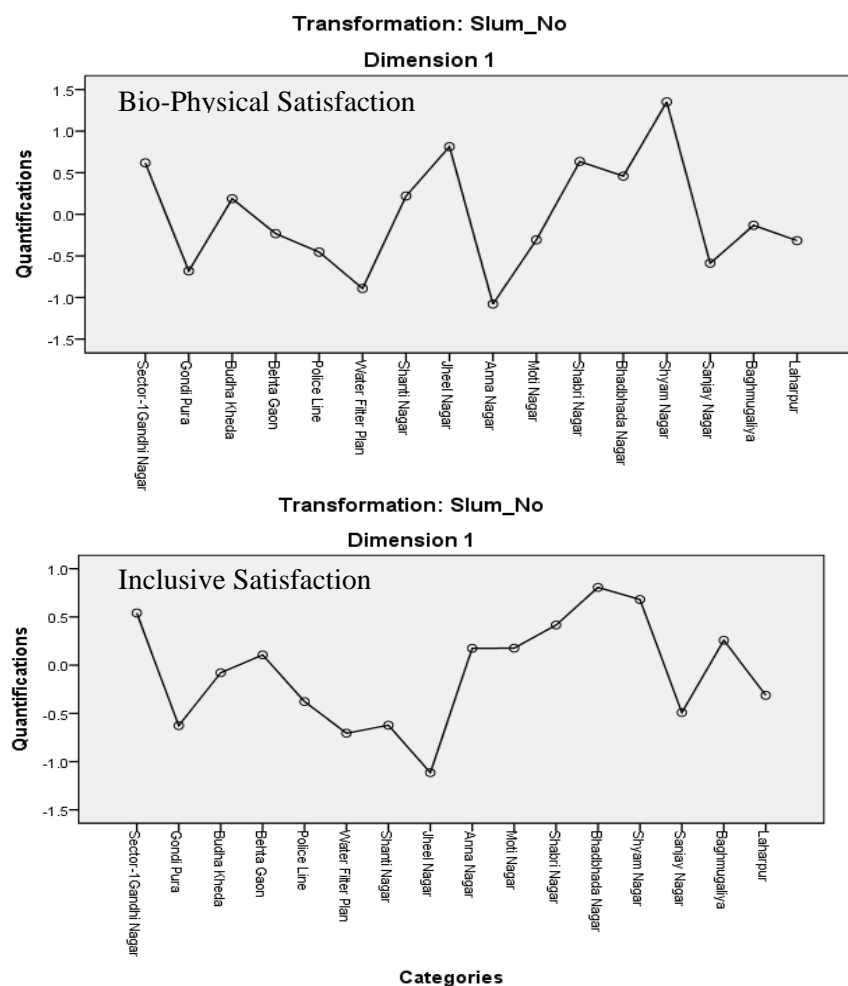 Transformation: Slum_No
Dimension 1
Bio-Physical Satisfaction
Quantifications
1.5
1.0
0.5
0.0
-0.5
-1.0
-1.5
Sector-1Gandhi Nagar
Gondi Pura
Budha Kheda
Behta Gaon
Police Line
Water Filter Plan
Shanti Nagar
Jheel Nagar
Anna Nagar
Moti Nagar
Shabri Nagar
Bhadbhada Nagar
Shyam Nagar
Sanjay Nagar
Baghmugaliya
Laharpur
Transformation: Slum_No
Dimension 1
Inclusive Satisfaction
Quantifications
1.0
0.5
0.0
-0.5
-1.0
-1.5
Sector-1Gandhi Nagar
Gondi Pura
Budha Kheda
Behta Gaon
Police Line
Water Filter Plan
Shanti Nagar
Jheel Nagar
Anna Nagar
Moti Nagar
Shabri Nagar
Bhadbhada Nagar
Shyam Nagar
Sanjay Nagar
Baghmugaliya
Laharpur
Categories